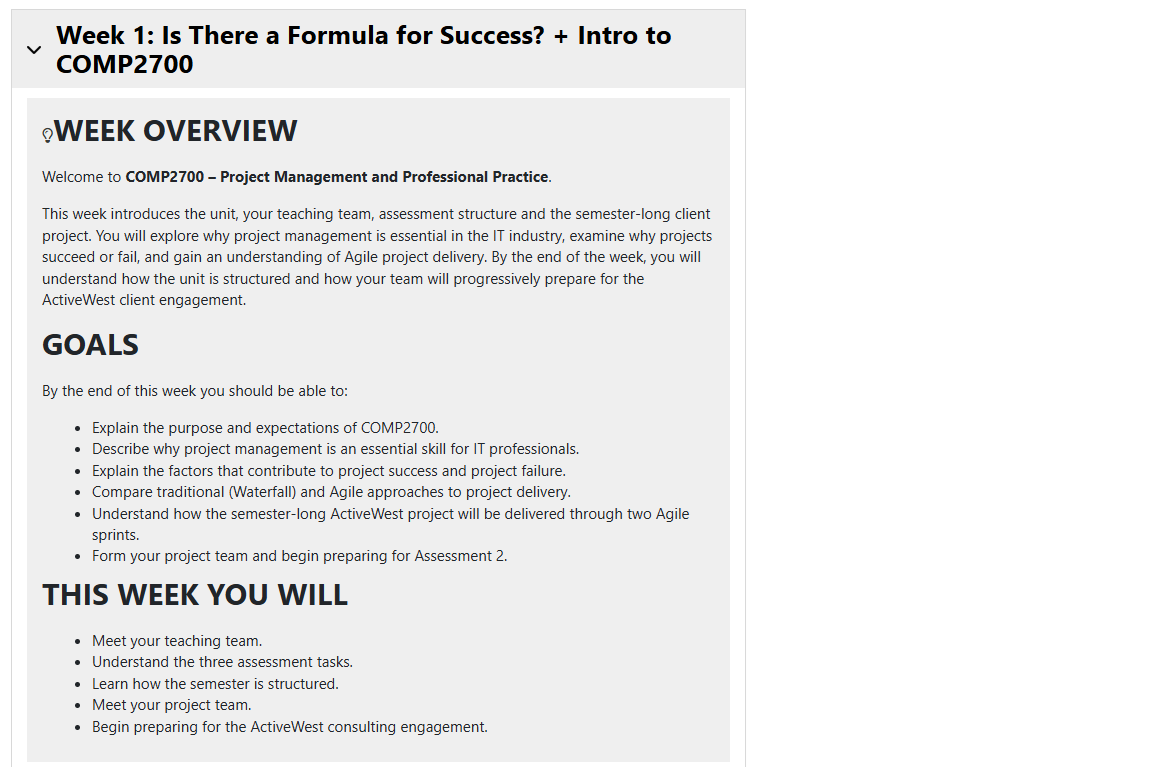 Week 1: Is There a Formula for Success? + Intro to
COMP2700
WEEK OVERVIEW
Welcome to COMP2700 – Project Management and Professional Practice.
This week introduces the unit, your teaching team, assessment structure and the semester-long client
project. You will explore why project management is essential in the IT industry, examine why projects
succeed or fail, and gain an understanding of Agile project delivery. By the end of the week, you will
understand how the unit is structured and how your team will progressively prepare for the
ActiveWest client engagement.
GOALS
By the end of this week you should be able to:
• Explain the purpose and expectations of COMP2700.
• Describe why project management is an essential skill for IT professionals.
• Explain the factors that contribute to project success and project failure.
• Compare traditional (Waterfall) and Agile approaches to project delivery.
• Understand how the semester-long ActiveWest project will be delivered through two Agile
sprints.
• Form your project team and begin preparing for Assessment 2.
THIS WEEK YOU WILL
• Meet your teaching team.
• Understand the three assessment tasks.
• Learn how the semester is structured.
• Meet your project team.
• Begin preparing for the ActiveWest consulting engagement.